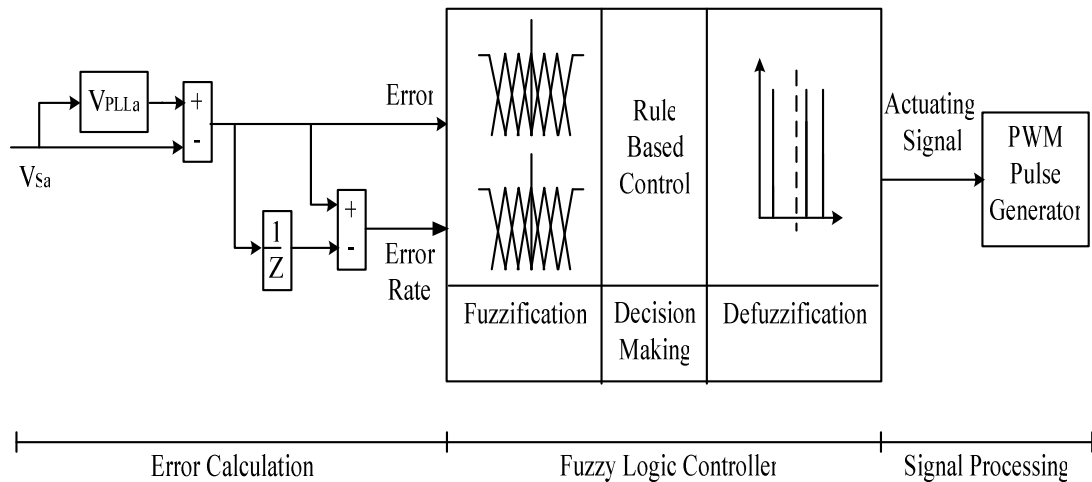 VPLLa
+
-
VSa
1
Z
+
-
Error
Error
Rate
Rule
Based
Control
Fuzzification
Decision
Making
Defuzzification
Actuating
Signal
PWM
Pulse
Generator
Error Calculation
Fuzzy Logic Controller
Signal Processing